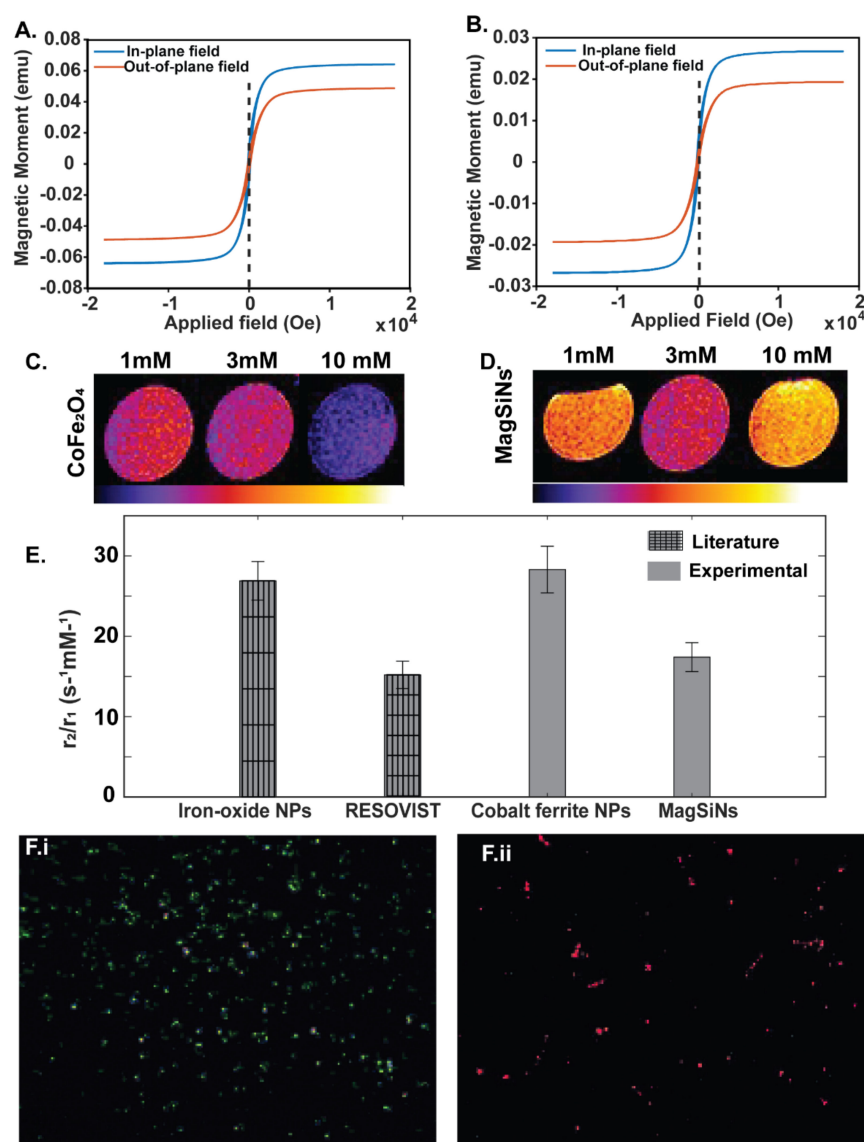 A.
0.08
0.06
0.04
0.02
0
-0.02
-0.04
-0.06
-0.08
Magnetic Moment (emu)
In-plane field
Out-of-plane field
-2
-1
0
1
2
Applied field (Oe)
x10⁴
B.
0.03
0.02
0.01
0
-0.01
-0.02
-0.03
Magnetic Moment (emu)
In-plane field
Out-of-plane field
-2
-1
0
1
2
Applied Field (Oe)
x10⁴
C.
1mM
3mM
10 mM
CoFe₂O₄
D.
1mM
3mM
10 mM
MagSiNs
E.
30
20
10
0
r₂/r₁ (s-¹mM-¹)
Literature
Experimental
Iron-oxide NPs
RESOVIST
Cobalt ferrite NPs
MagSiNs
F.i
F.ii